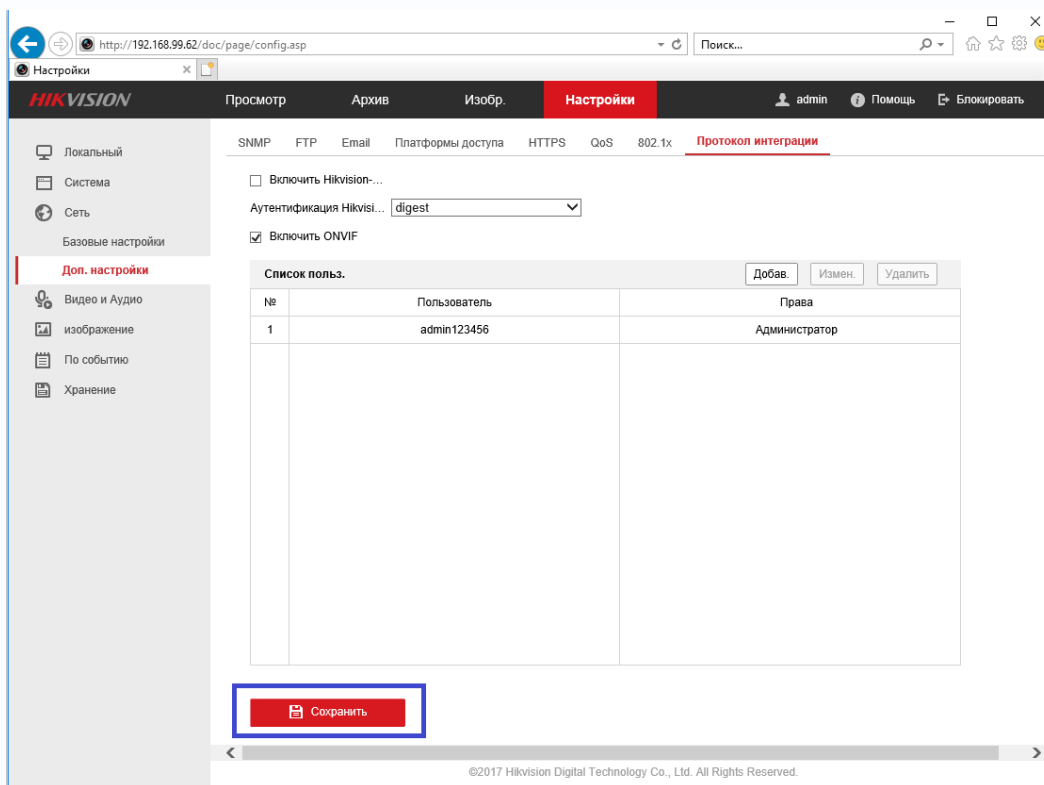 http://192.168.99.62/doc/page/config.asp
Поиск...
Настройки
HIKVISION
Просмотр
Архив
Изобр.
Настройки
admin
Помощь
Блокировать
Локальный
Система
Сеть
Базовые настройки
Доп. настройки
Видео и Аудио
изображение
По событию
Хранение
SNMP FTP Email Платформы доступа HTTPS QoS 802.1x Протокол интеграции
Включить Hikvision-...
Аутентификация Hikvisi... digest
Включить ONVIF
Список польз. Добав. Измен. Удалить
№ Пользователь Права
1 admin123456 Администратор
Сохранить
©2017 Hikvision Digital Technology Co., Ltd. All Rights Reserved.